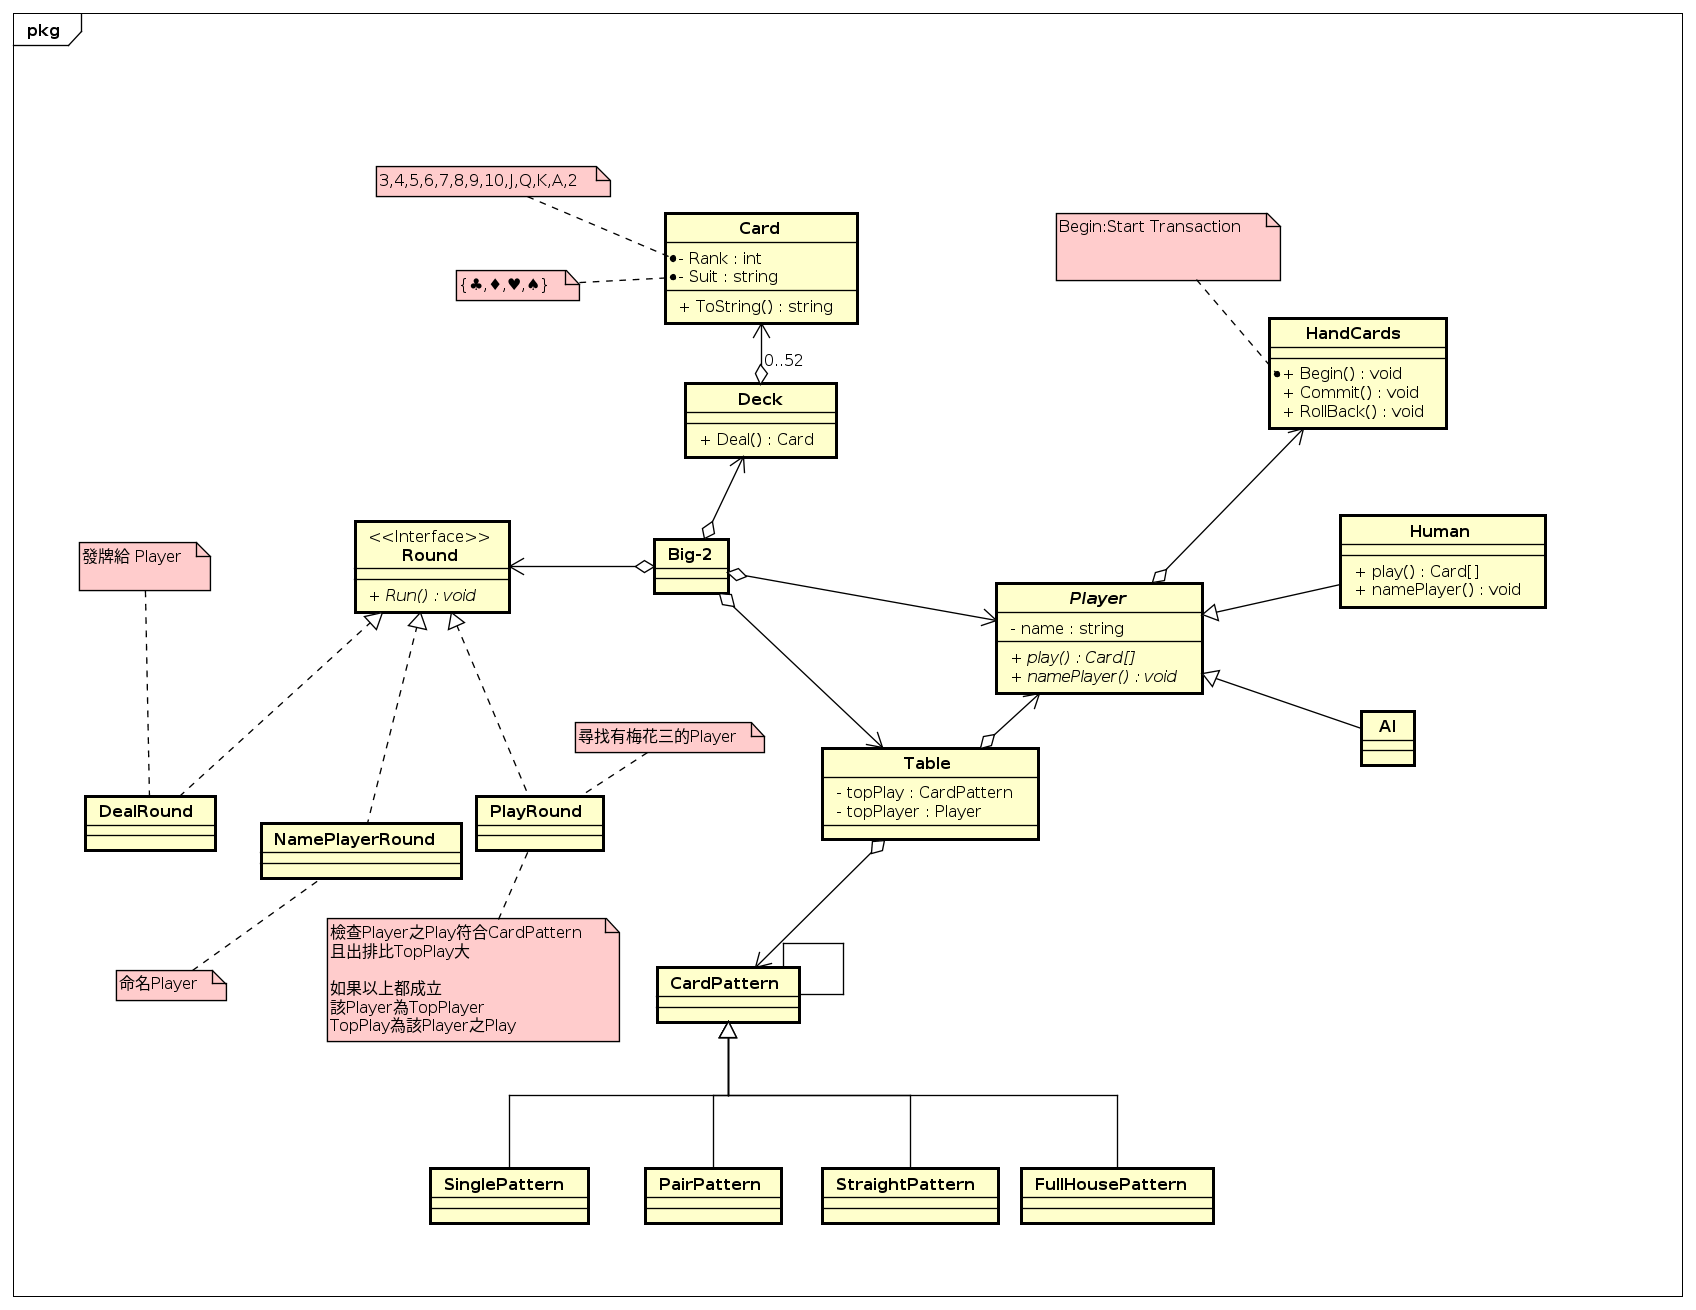 pkg
3,4,5,6,7,8,9,10,J,Q,K,A,2
{♣,♦,♥,♠}
Card
- Rank : int
- Suit : string
+ ToString() : string
0..52
Deck
+ Deal() : Card
Begin:Start Transaction
HandCards
+ Begin() : void
+ Commit() : void
+ RollBack() : void
發牌給 Player
<<Interface>>
Round
+ Run() : void
Big-2
Player
- name : string
+ play() : Card[]
+ namePlayer() : void
Human
+ play() : Card[]
+ namePlayer() : void
AI
尋找有梅花三的Player
Table
- topPlay : CardPattern
- topPlayer : Player
DealRound
NamePlayerRound
PlayRound
命名Player
檢查Player之Play符合CardPattern
且出排比TopPlay大
如果以上都成立
該Player為TopPlayer
TopPlay為該Player之Play
CardPattern
SinglePattern
PairPattern
StraightPattern
FullHousePattern